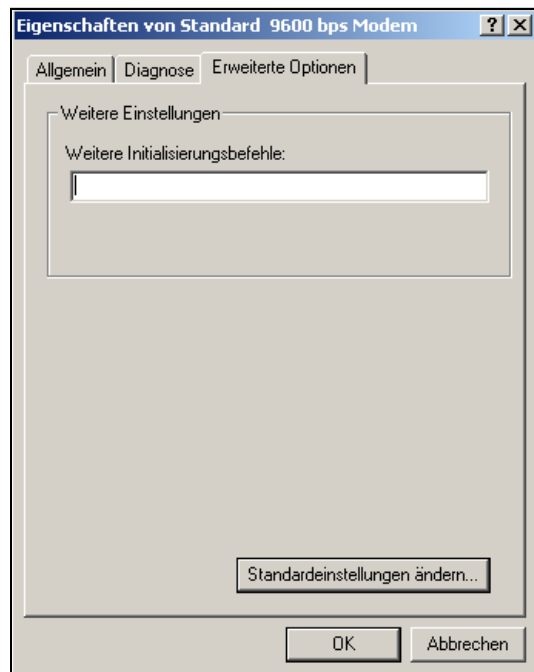 Eigenschaften von Standard 9600 bps Modem
Allgemein Diagnose Erweiterte Optionen
Weitere Einstellungen
Weitere Initialisierungsbefehle:
Standardeinstellungen ändern...
OK Abbrechen